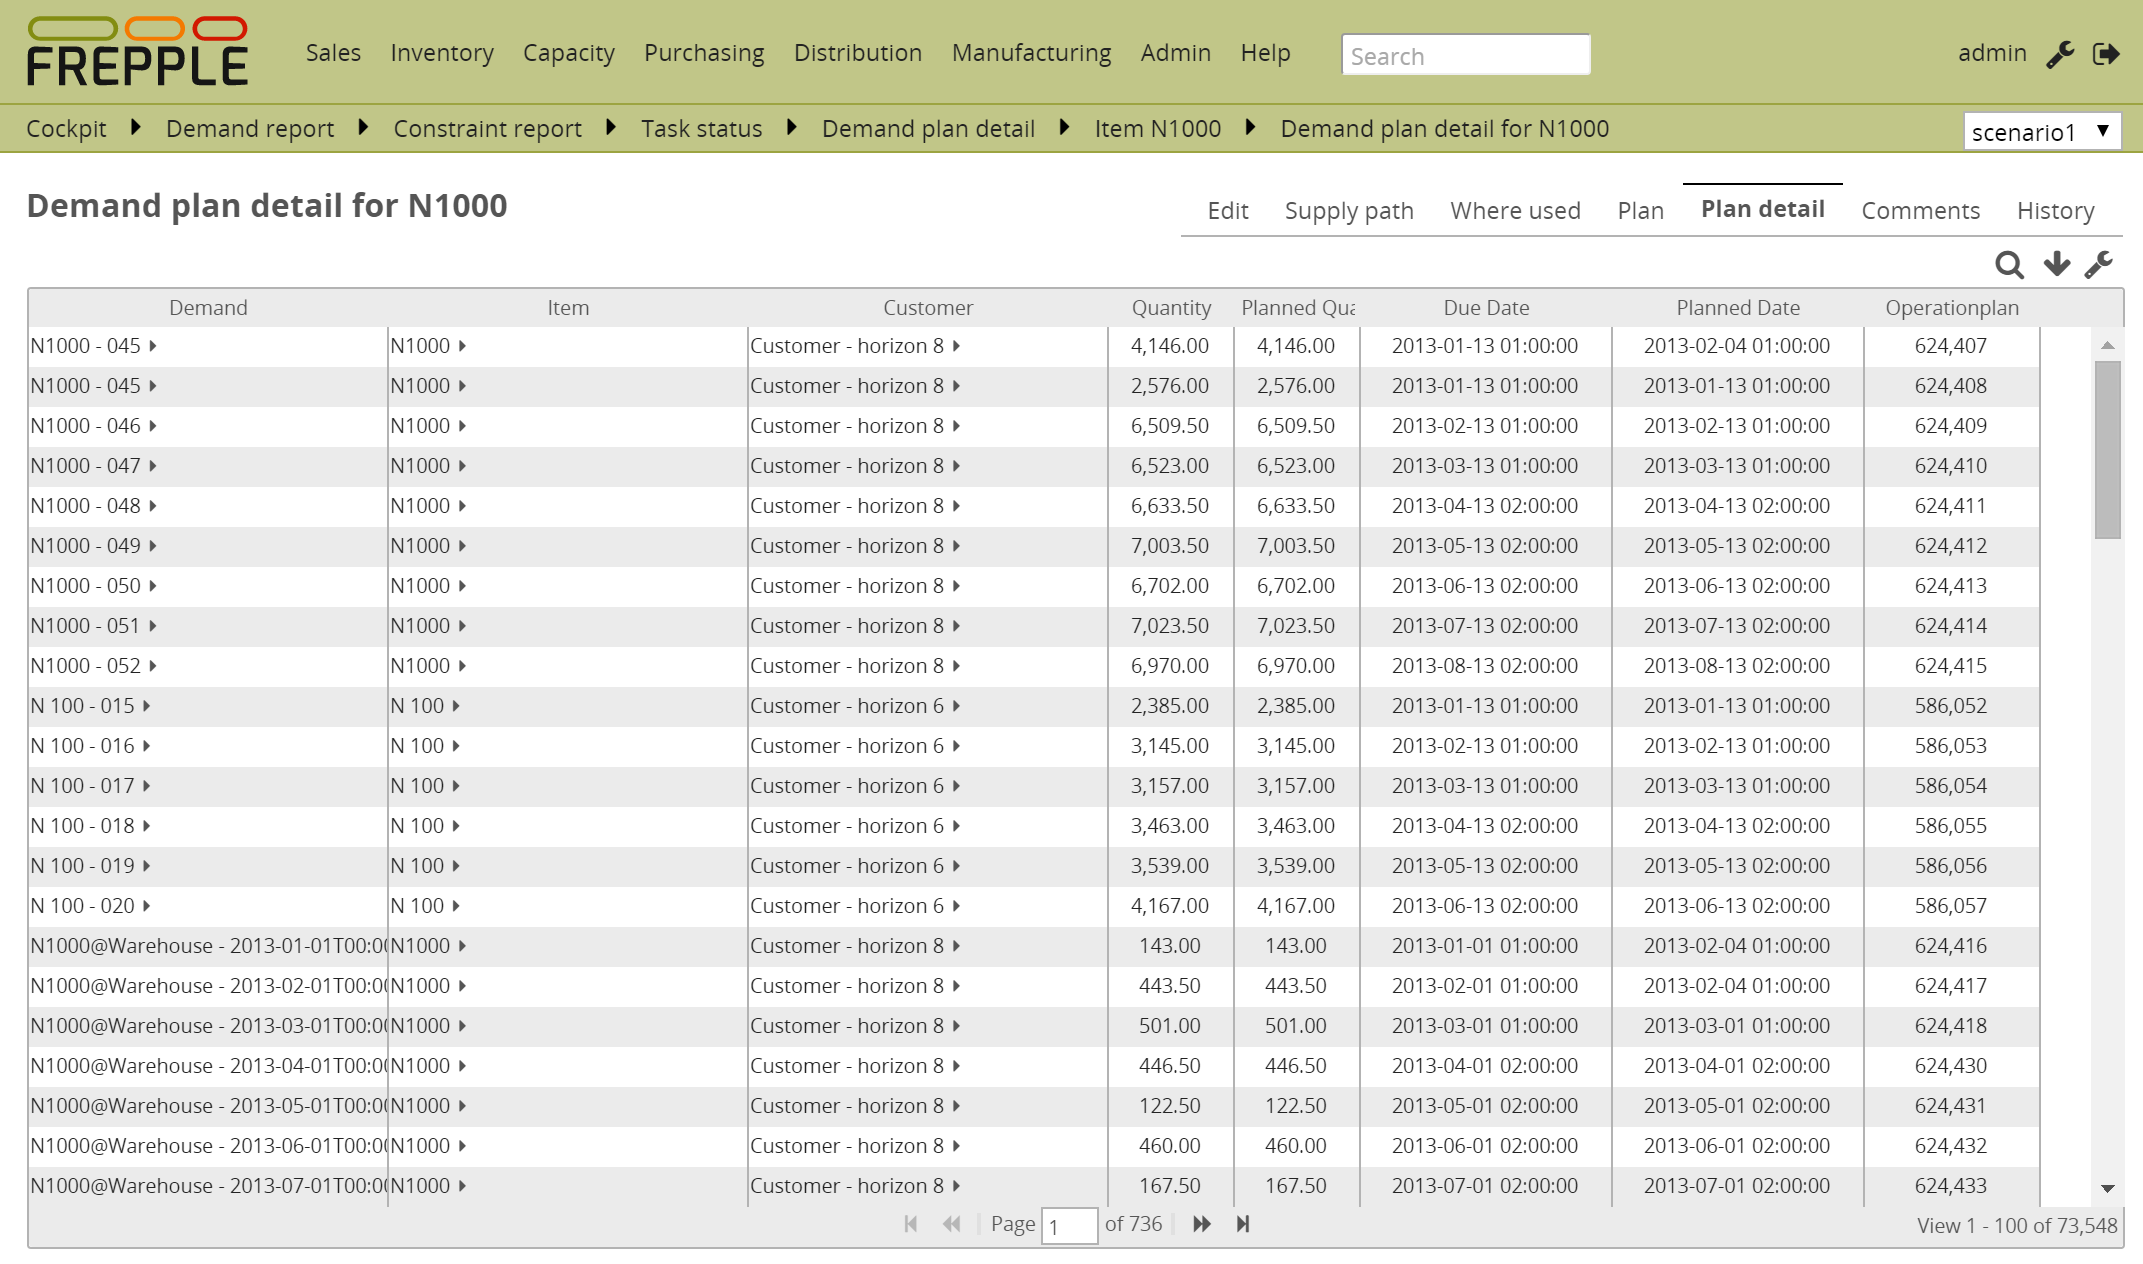 FREPPLE Sales Inventory Capacity Purchasing Distribution Manufacturing Admin Help Search admin
Cockpit Demand report Constraint report Task status Demand plan detail Item N1000 Demand plan detail for N1000 scenario1
Demand plan detail for N1000
Edit Supply path Where used Plan Plan detail Comments History
Demand Item Customer Quantity Planned Qua Due Date Planned Date Operationplan
N1000 - 045 N1000 Customer - horizon 8 4,146.00 4,146.00 2013-01-13 01:00:00 2013-02-04 01:00:00 624,407
N1000 - 045 N1000 Customer - horizon 8 2,576.00 2,576.00 2013-01-13 01:00:00 2013-01-13 01:00:00 624,408
N1000 - 046 N1000 Customer - horizon 8 6,509.50 6,509.50 2013-02-13 01:00:00 2013-02-13 01:00:00 624,409
N1000 - 047 N1000 Customer - horizon 8 6,523.00 6,523.00 2013-03-13 01:00:00 2013-03-13 01:00:00 624,410
N1000 - 048 N1000 Customer - horizon 8 6,633.50 6,633.50 2013-04-13 02:00:00 2013-04-13 02:00:00 624,411
N1000 - 049 N1000 Customer - horizon 8 7,003.50 7,003.50 2013-05-13 02:00:00 2013-05-13 02:00:00 624,412
N1000 - 050 N1000 Customer - horizon 8 6,702.00 6,702.00 2013-06-13 02:00:00 2013-06-13 02:00:00 624,413
N1000 - 051 N1000 Customer - horizon 8 7,023.50 7,023.50 2013-07-13 02:00:00 2013-07-13 02:00:00 624,414
N1000 - 052 N1000 Customer - horizon 8 6,970.00 6,970.00 2013-08-13 02:00:00 2013-08-13 02:00:00 624,415
N 100 - 015 N 100 Customer - horizon 6 2,385.00 2,385.00 2013-01-13 01:00:00 2013-01-13 01:00:00 586,052
N 100 - 016 N 100 Customer - horizon 6 3,145.00 3,145.00 2013-02-13 01:00:00 2013-02-13 01:00:00 586,053
N 100 - 017 N 100 Customer - horizon 6 3,157.00 3,157.00 2013-03-13 01:00:00 2013-03-13 01:00:00 586,054
N 100 - 018 N 100 Customer - horizon 6 3,463.00 3,463.00 2013-04-13 02:00:00 2013-04-13 02:00:00 586,055
N 100 - 019 N 100 Customer - horizon 6 3,539.00 3,539.00 2013-05-13 02:00:00 2013-05-13 02:00:00 586,056
N 100 - 020 N 100 Customer - horizon 6 4,167.00 4,167.00 2013-06-13 02:00:00 2013-06-13 02:00:00 586,057
N1000@Warehouse - 2013-01-01T00:00 N1000 Customer - horizon 8 143.00 143.00 2013-01-01 01:00:00 2013-02-04 01:00:00 624,416
N1000@Warehouse - 2013-02-01T00:00 N1000 Customer - horizon 8 443.50 443.50 2013-02-01 01:00:00 2013-02-04 01:00:00 624,417
N1000@Warehouse - 2013-03-01T00:00 N1000 Customer - horizon 8 501.00 501.00 2013-03-01 01:00:00 2013-03-01 01:00:00 624,418
N1000@Warehouse - 2013-04-01T00:00 N1000 Customer - horizon 8 446.50 446.50 2013-04-01 02:00:00 2013-04-01 02:00:00 624,430
N1000@Warehouse - 2013-05-01T00:00 N1000 Customer - horizon 8 122.50 122.50 2013-05-01 02:00:00 2013-05-01 02:00:00 624,431
N1000@Warehouse - 2013-06-01T00:00 N1000 Customer - horizon 8 460.00 460.00 2013-06-01 02:00:00 2013-06-01 02:00:00 624,432
N1000@Warehouse - 2013-07-01T00:00 N1000 Customer - horizon 8 167.50 167.50 2013-07-01 02:00:00 2013-07-01 02:00:00 624,433
Page 1 of 736 View 1 - 100 of 73,548